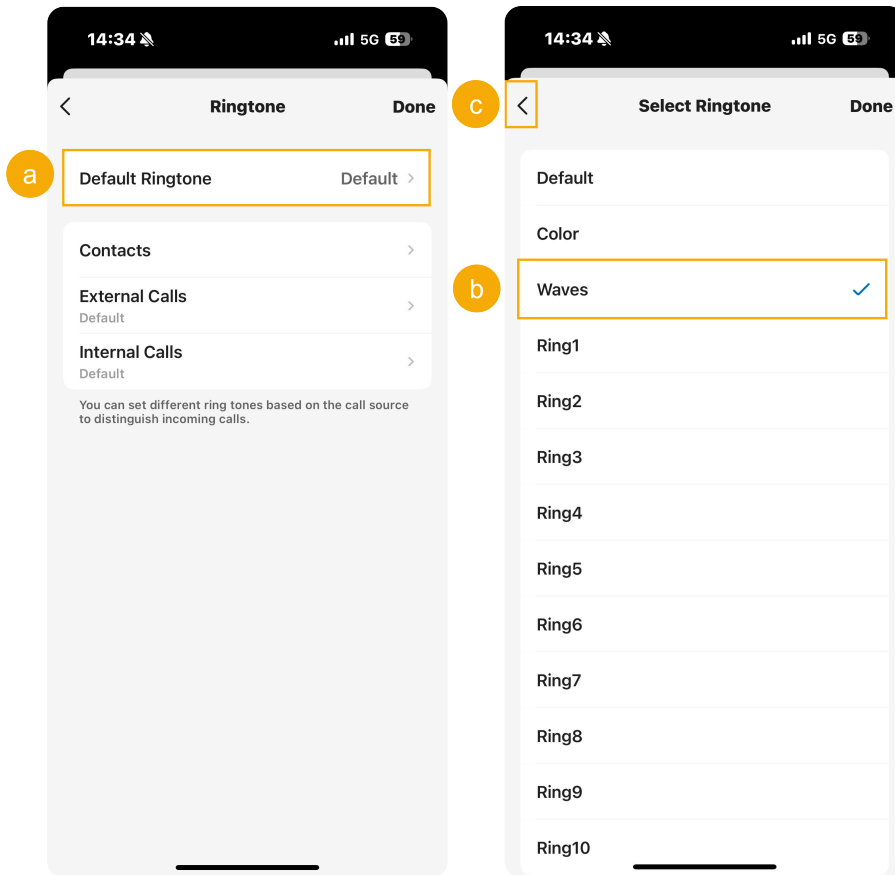 14:34 5G 59
Ringtone Done
a
Default Ringtone Default
Contacts
External Calls
Default
Internal Calls
Default
You can set different ring tones based on the call source
to distinguish incoming calls.
14:34 5G 59
c
Select Ringtone Done
Default
Color
b
Waves
Ring1
Ring2
Ring3
Ring4
Ring5
Ring6
Ring7
Ring8
Ring9
Ring10